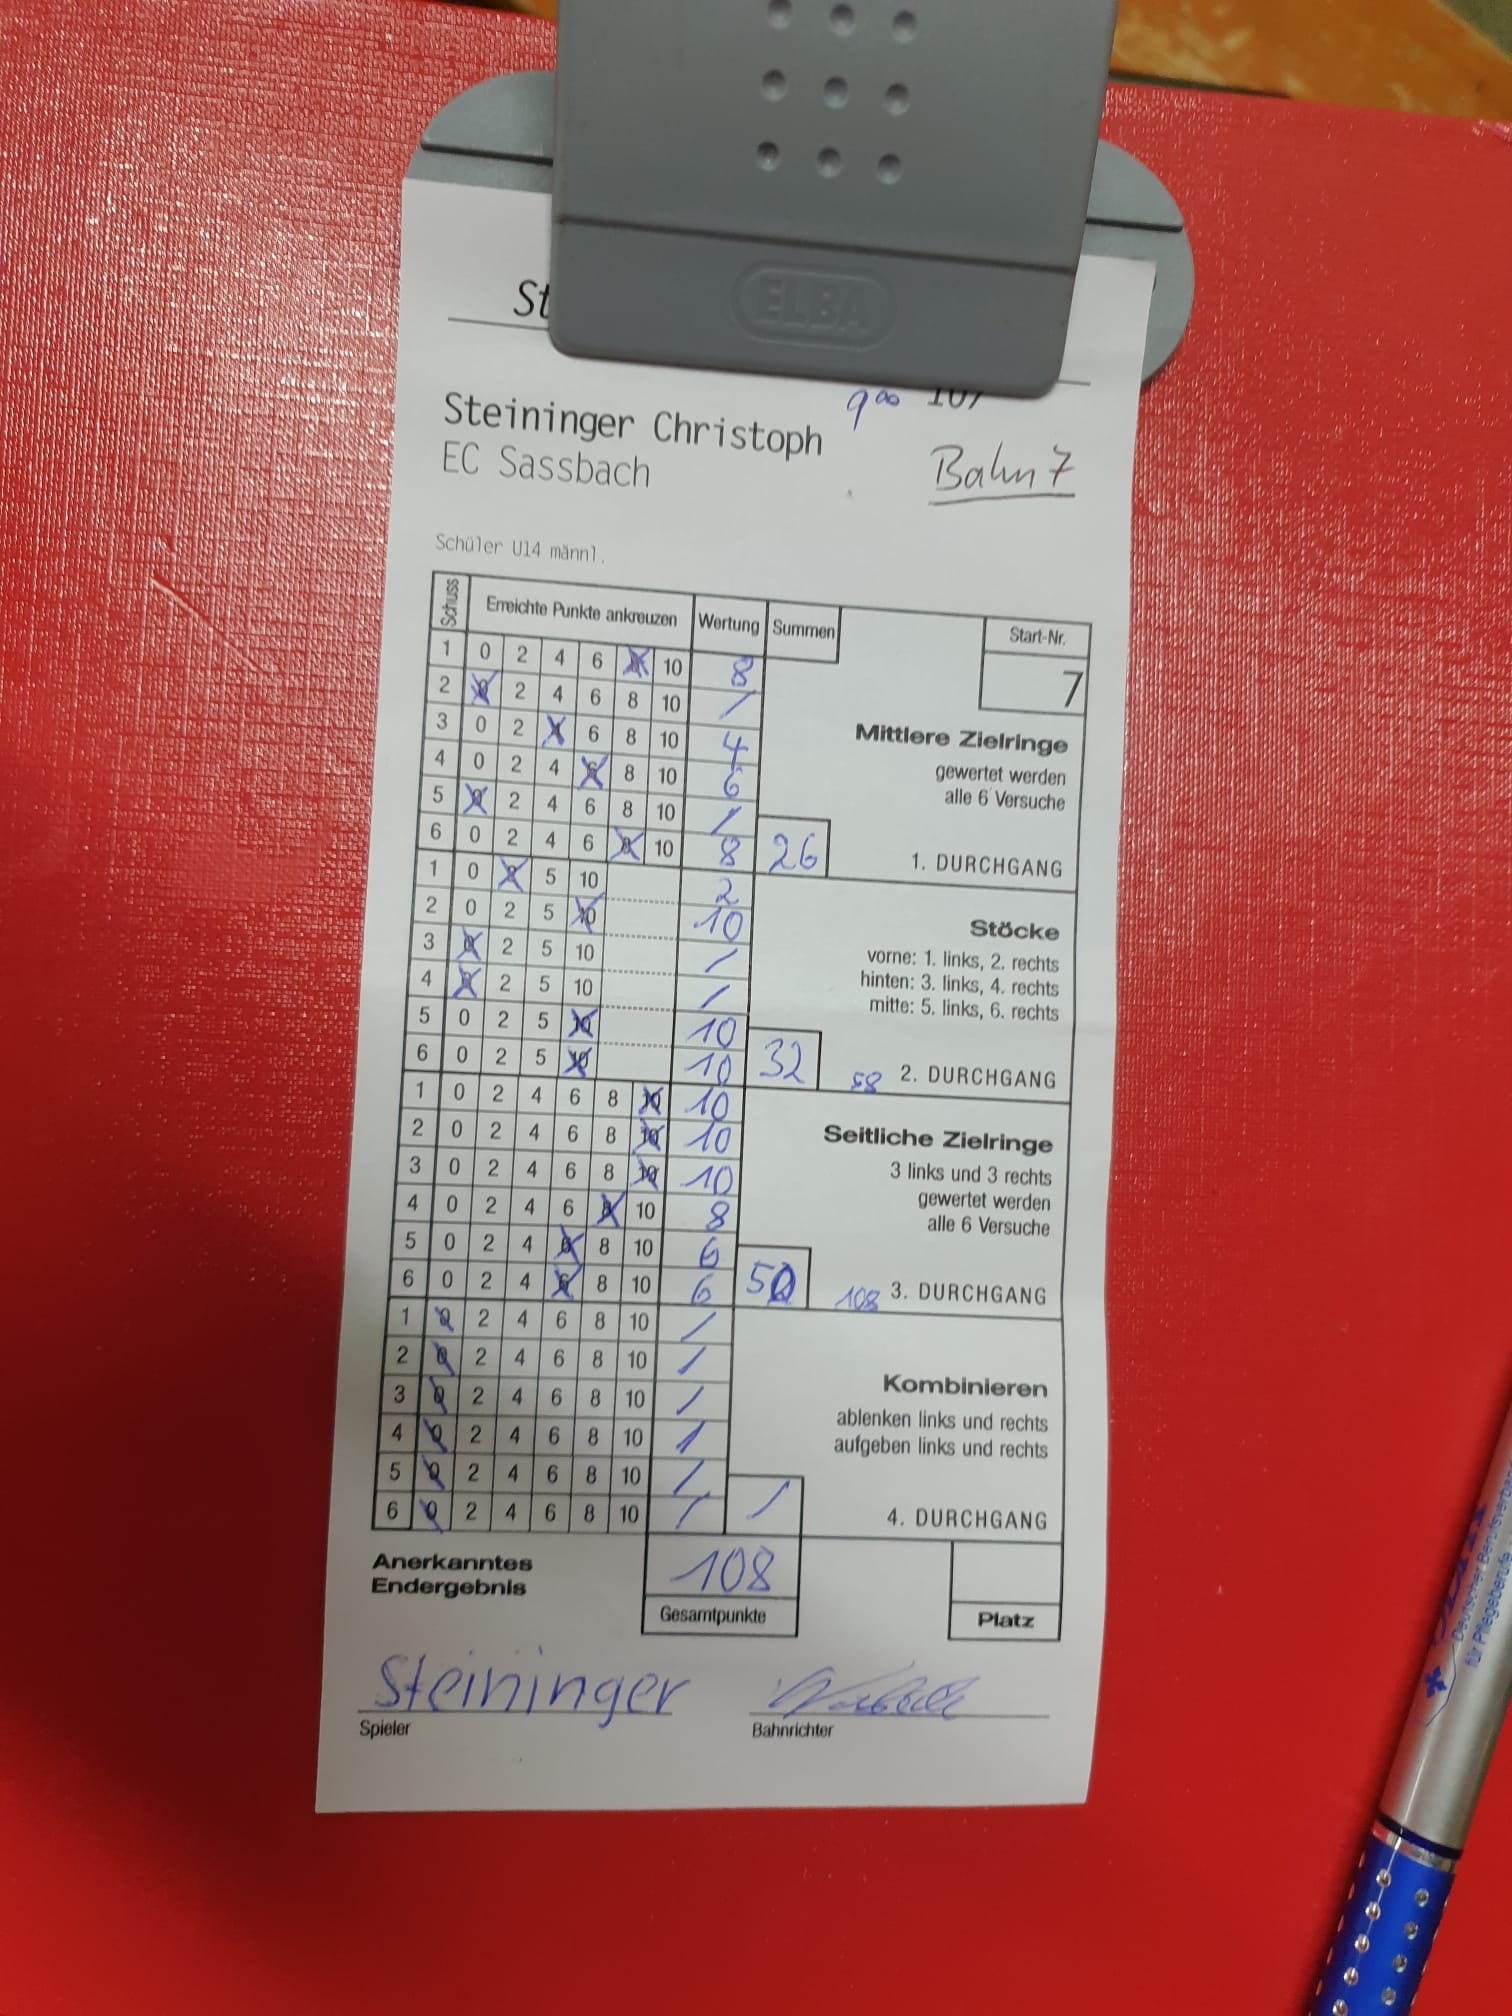 ELBA
St
9⁰⁰ 107
Steininger Christoph
EC Sassbach
Bahn 7
Schüler U14 männl.
Schuss Erreichte Punkte ankreuzen Wertung Summen Start-Nr.
7
1 0 2 4 6 8 10 8
2 0 2 4 6 8 10 /
3 0 2 4 6 8 10 4
4 0 2 4 6 8 10 6
5 0 2 4 6 8 10 /
6 0 2 4 6 8 10 8 26
Mittlere Zielringe
gewertet werden
alle 6 Versuche
1. DURCHGANG
1 0 2 5 10 2
2 0 2 5 10 10
3 0 2 5 10 /
4 0 2 5 10 /
5 0 2 5 10 10
6 0 2 5 10 10 32
Stöcke
vorne: 1. links, 2. rechts
hinten: 3. links, 4. rechts
mitte: 5. links, 6. rechts
58 2. DURCHGANG
1 0 2 4 6 8 10 10
2 0 2 4 6 8 10 10
3 0 2 4 6 8 10 10
4 0 2 4 6 8 10 8
5 0 2 4 6 8 10 6
6 0 2 4 6 8 10 6 50
Seitliche Zielringe
3 links und 3 rechts
gewertet werden
alle 6 Versuche
108 3. DURCHGANG
1 0 2 4 6 8 10 /
2 0 2 4 6 8 10 /
3 0 2 4 6 8 10 /
4 0 2 4 6 8 10 /
5 0 2 4 6 8 10 /
6 0 2 4 6 8 10 / /
Kombinieren
ablenken links und rechts
aufgeben links und rechts
4. DURCHGANG
Anerkanntes
Endergebnis
108
Gesamtpunkte
Platz
Steininger
Spieler
Bahnrichter
Deutscher Berufsverband
für Pflegeberufe